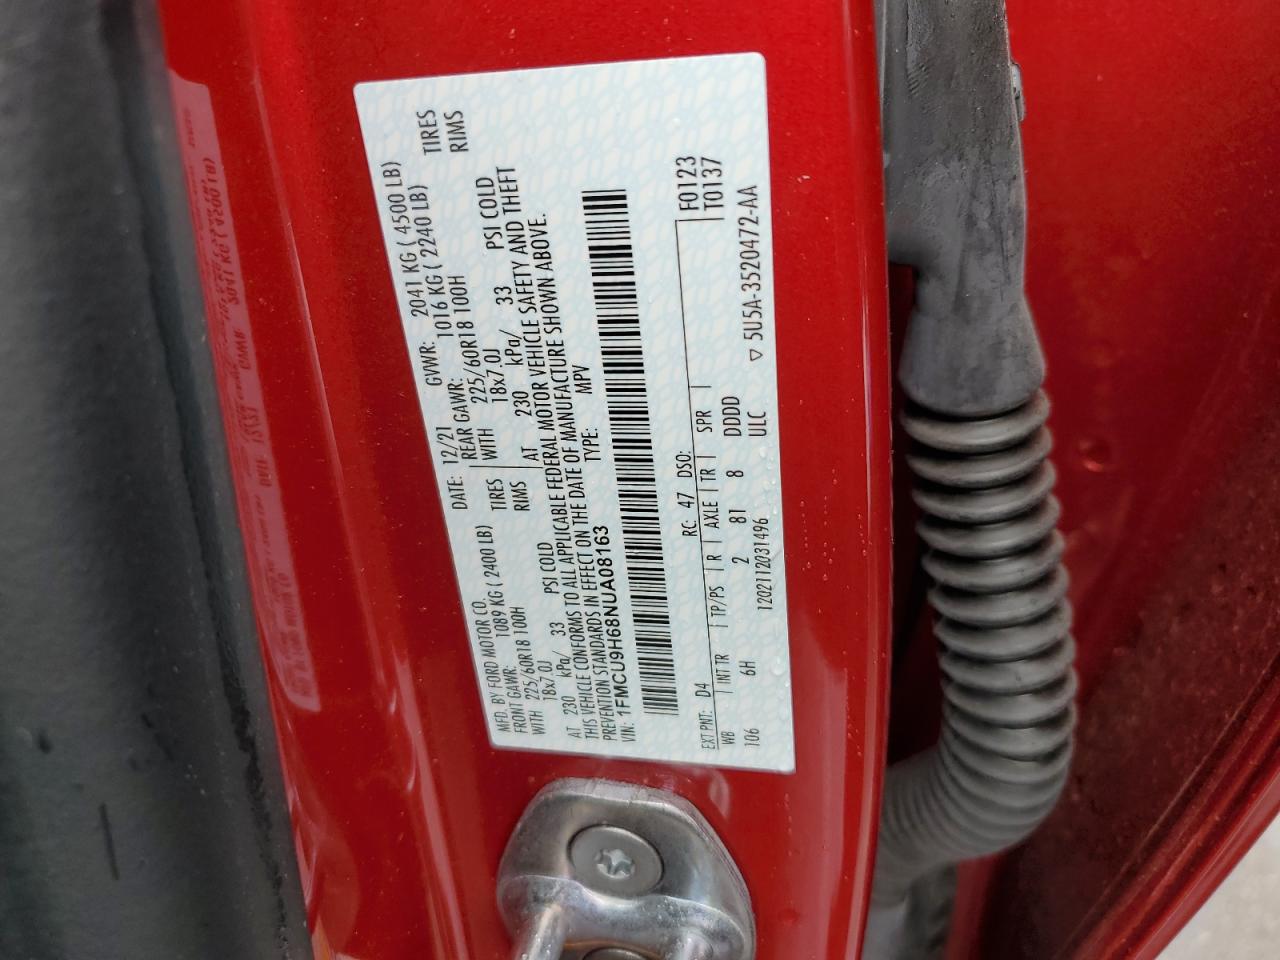 MFD. BY FORD MOTOR CO.
DATE: 12/21 GVWR: 2041 KG ( 4500 LB)
FRONT GAWR: 1089 KG ( 2400 LB) REAR GAWR: 1016 KG ( 2240 LB)
WITH 225/60R18 100H TIRES WITH 225/60R18 100H TIRES
18x7.0J RIMS 18x7.0J RIMS
AT 230 kPa/ 33 PSI COLD AT 230 kPa/ 33 PSI COLD
THIS VEHICLE CONFORMS TO ALL APPLICABLE FEDERAL MOTOR VEHICLE SAFETY AND THEFT
PREVENTION STANDARDS IN EFFECT ON THE DATE OF MANUFACTURE SHOWN ABOVE.
VIN: 1FMCU9H68NUA08163 TYPE: MPV
F0123
EXT PNT: D4 RC: 47 DSO: T0137
WB | INT TR | TP/PS | R | AXLE | TR | SPR |
106 6H 2 81 8 DDDD ▽ 5U5A-3520472-AA
1202112031496 ULC